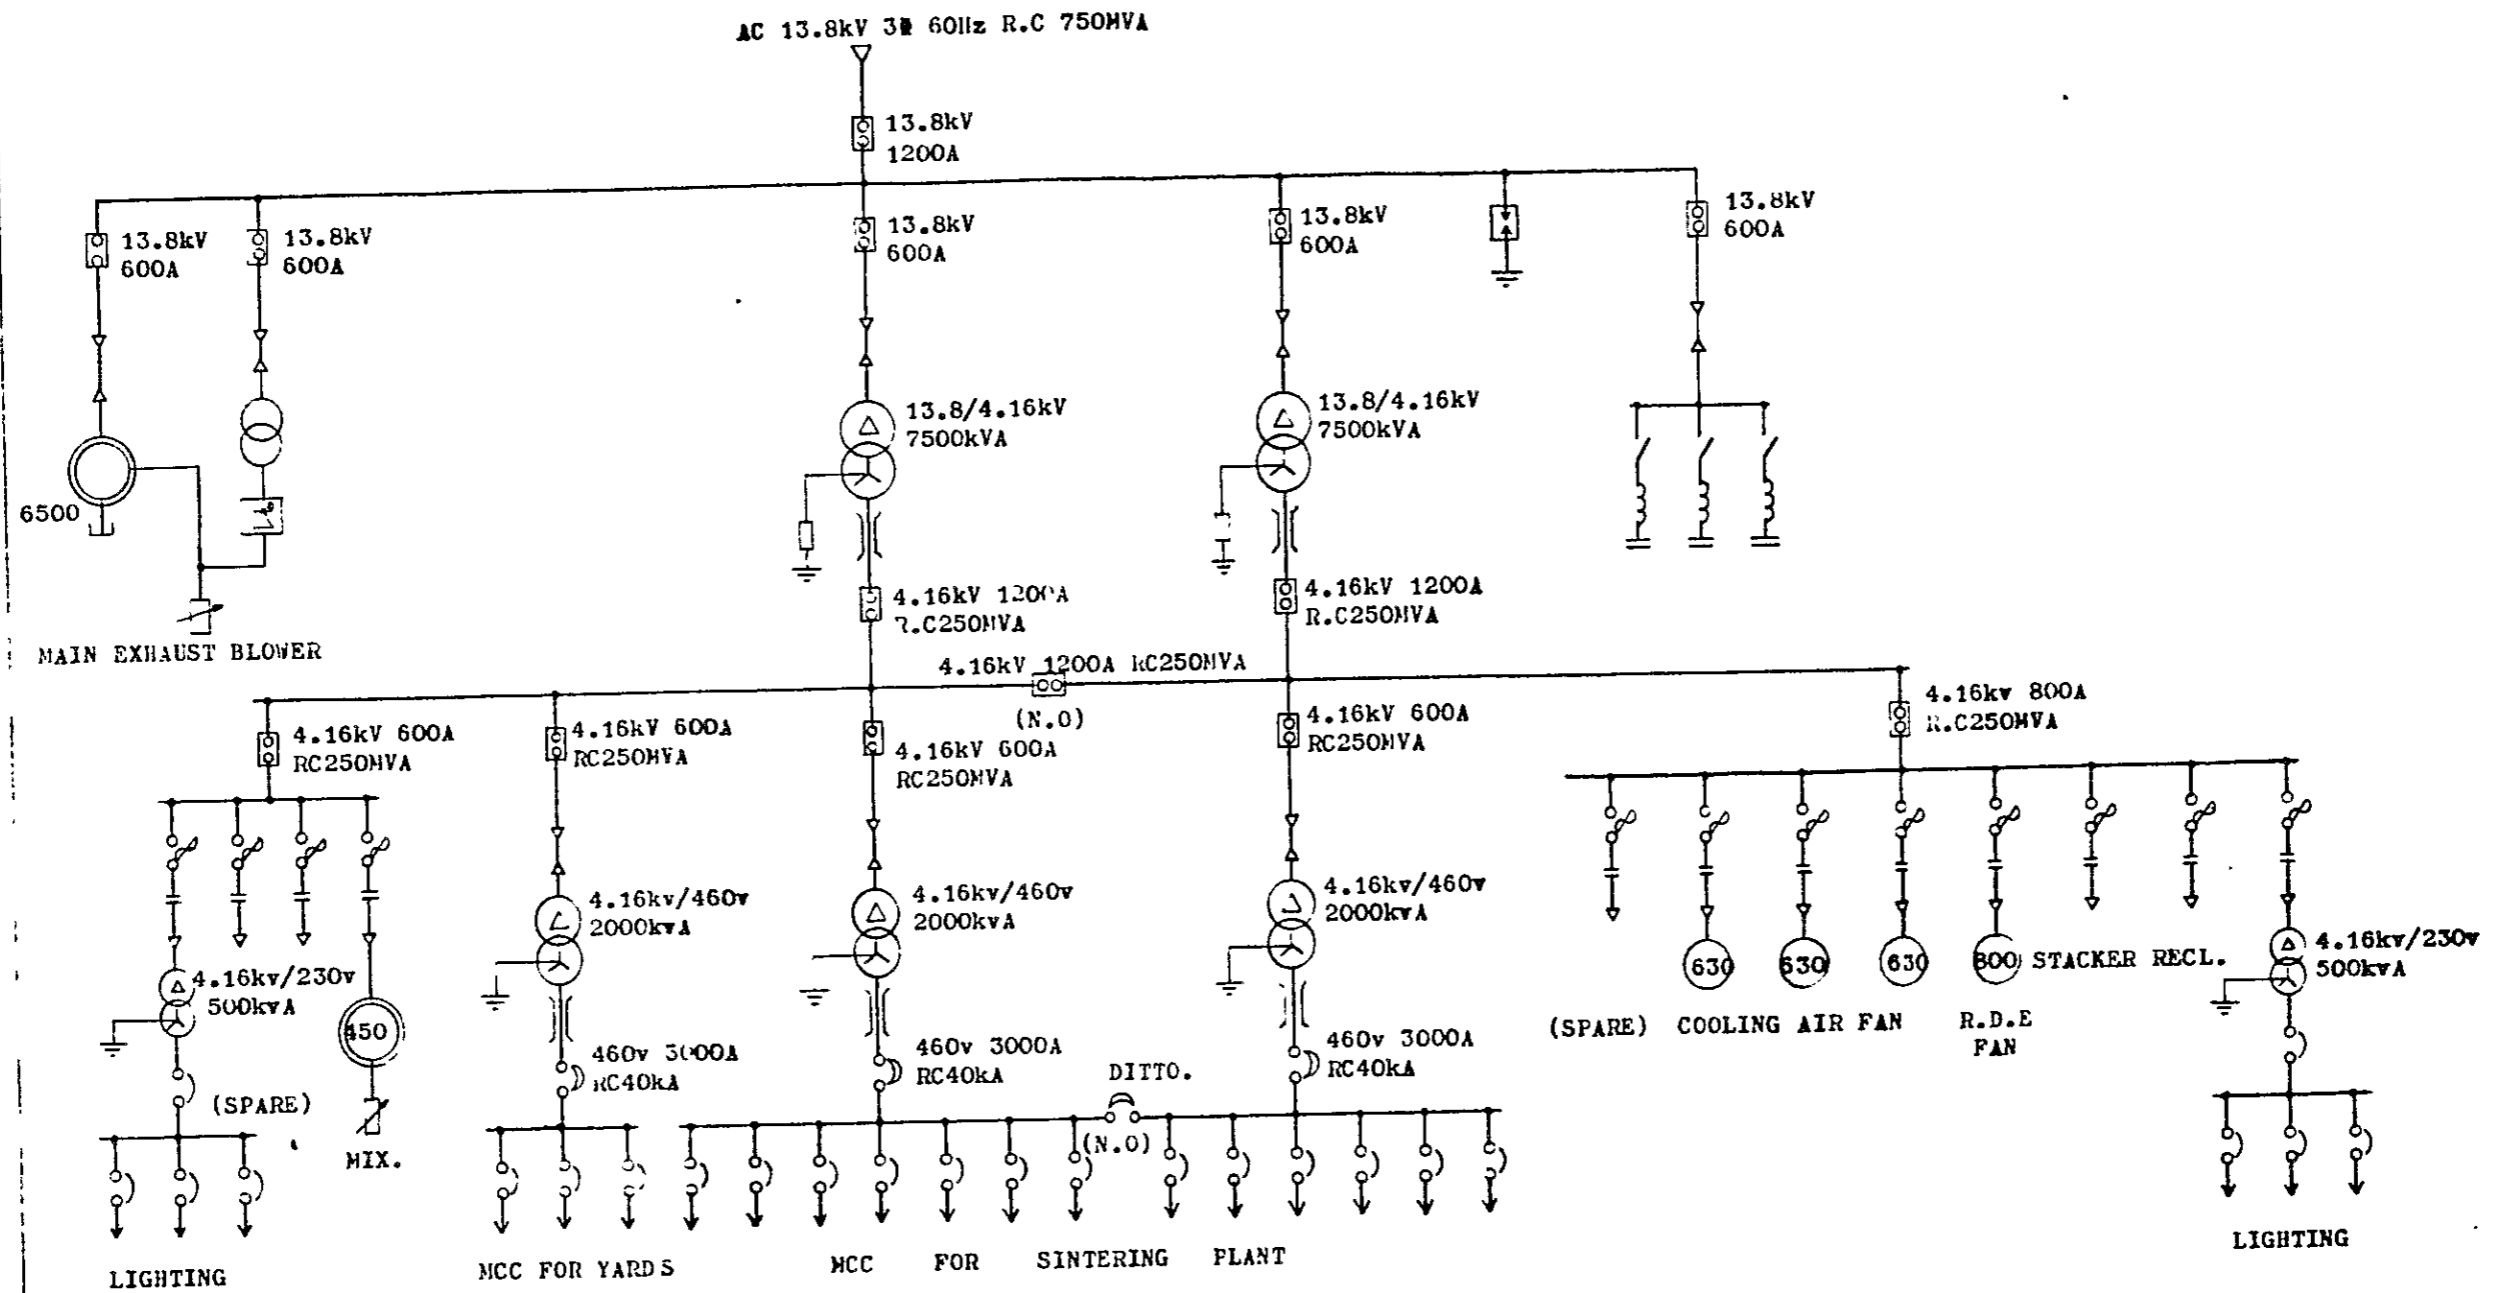 AC 13.8kV 3Φ 60Hz R.C 750MVA
13.8kV
1200A
13.8kV
600A
13.8kV
600A
13.8kV
600A
13.8kV
600A
13.8kV
600A
13.8/4.16kV
7500kVA
13.8/4.16kV
7500kVA
6500
4.16kV 1200A
R.C250MVA
4.16kV 1200A
R.C250MVA
MAIN EXHAUST BLOWER
4.16kV 1200A RC250MVA
(N.O)
4.16kV 600A
RC250MVA
4.16kV 600A
RC250MVA
4.16kV 600A
RC250MVA
4.16kV 600A
RC250MVA
4.16kv 800A
R.C250MVA
4.16kv/460v
2000kvA
4.16kv/460v
2000kvA
4.16kv/460v
2000kvA
4.16kv/230v
500kvA
450
630
630
630
800
STACKER RECL.
4.16kv/230v
500kvA
(SPARE)
COOLING AIR FAN
R.D.E
FAN
460v 3000A
RC40kA
460v 3000A
RC40kA
DITTO.
460v 3000A
RC40kA
(SPARE)
(N.O)
MIX.
LIGHTING
MCC FOR YARDS
MCC FOR SINTERING PLANT
LIGHTING